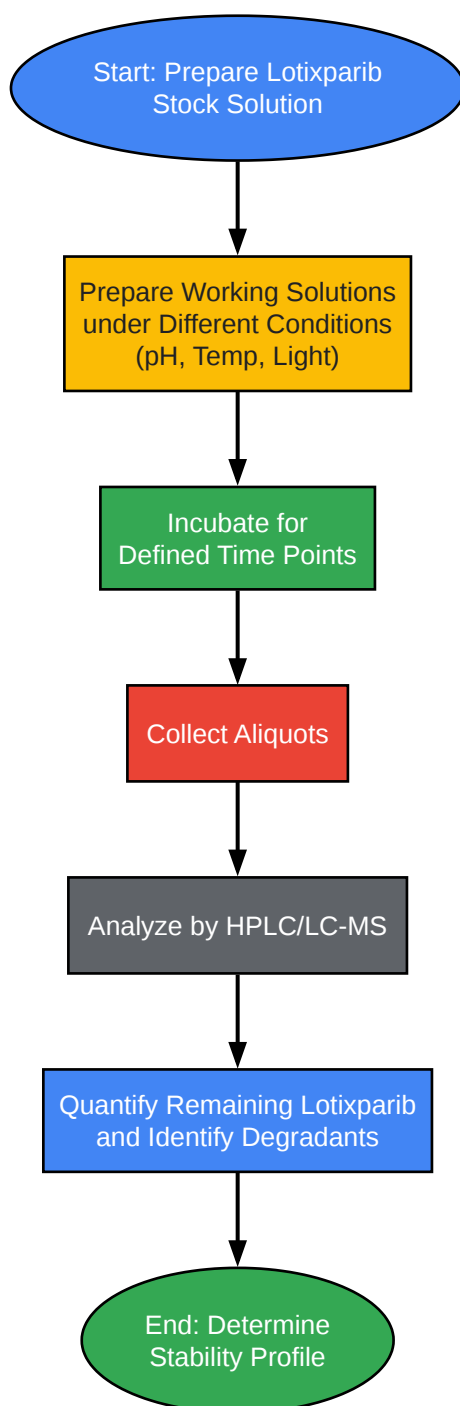 Start: Prepare Lotixparib
Stock Solution
Prepare Working Solutions
under Different Conditions
(pH, Temp, Light)
Incubate for
Defined Time Points
Collect Aliquots
Analyze by HPLC/LC-MS
Quantify Remaining Lotixparib
and Identify Degradants
End: Determine
Stability Profile